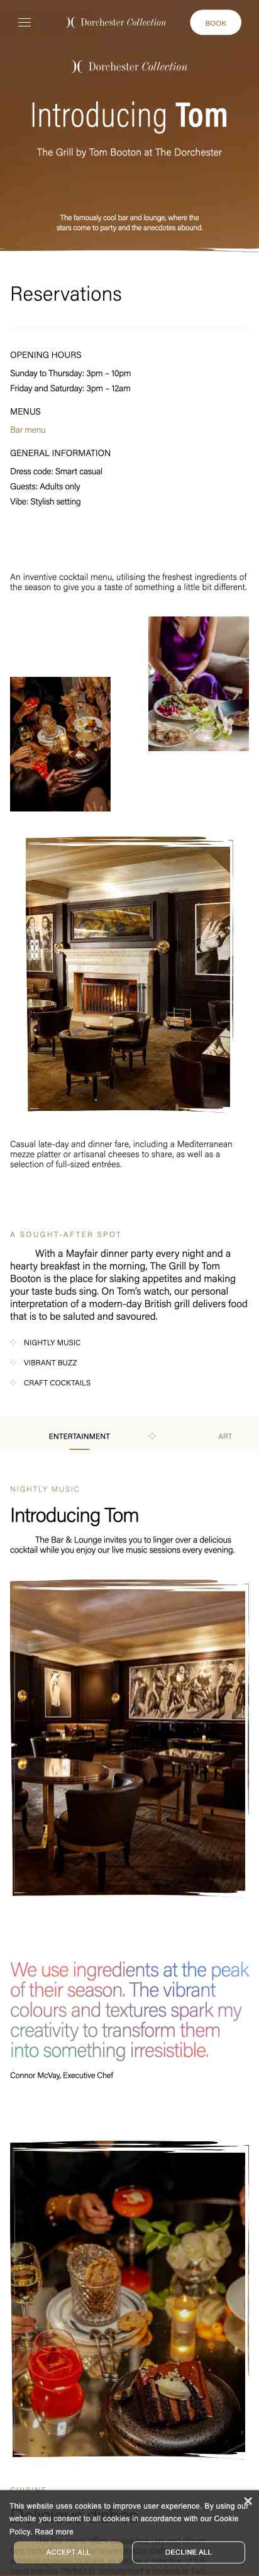 Dorchester Collection
BOOK
Dorchester Collection
Introducing Tom
The Grill by Tom Booton at The Dorchester
The famously cool bar and lounge, where the
stars come to party and the anecdotes abound.
Reservations
OPENING HOURS
Sunday to Thursday: 3pm – 10pm
Friday and Saturday: 3pm – 12am
MENUS
Bar menu
GENERAL INFORMATION
Dress code: Smart casual
Guests: Adults only
Vibe: Stylish setting
An inventive cocktail menu, utilising the freshest ingredients of
the season to give you a taste of something a little bit different.
Casual late-day and dinner fare, including a Mediterranean
mezze platter or artisanal cheeses to share, as well as a
selection of full-sized entrées.
A SOUGHT-AFTER SPOT
With a Mayfair dinner party every night and a
hearty breakfast in the morning, The Grill by Tom
Booton is the place for slaking appetites and making
your taste buds sing. On Tom's watch, our personal
interpretation of a modern-day British grill delivers food
that is to be saluted and savoured.
NIGHTLY MUSIC
VIBRANT BUZZ
CRAFT COCKTAILS
ENTERTAINMENT
ART
NIGHTLY MUSIC
Introducing Tom
The Bar & Lounge invites you to linger over a delicious
cocktail while you enjoy our live music sessions every evening.
We use ingredients at the peak
of their season. The vibrant
colours and textures spark my
creativity to transform them
into something irresistible.
Connor McVay, Executive Chef
CUISINE
This website uses cookies to improve user experience. By using our
website you consent to all cookies in accordance with our Cookie
Policy. Read more
ACCEPT ALL
DECLINE ALL